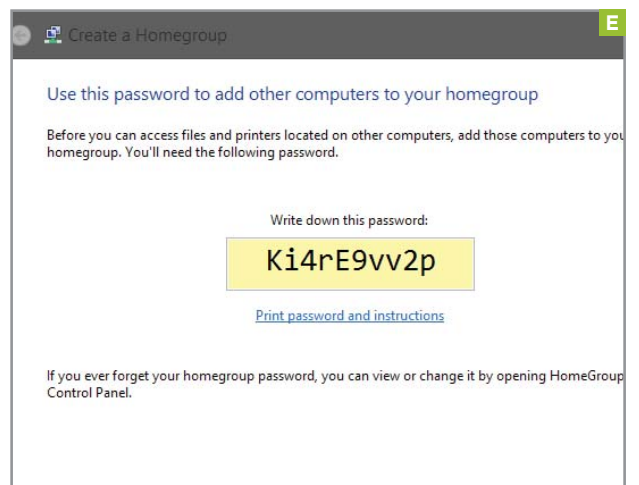 E
Create a Homegroup
Use this password to add other computers to your homegroup
Before you can access files and printers located on other computers, add those computers to you
homegroup. You'll need the following password.
Write down this password:
Ki4rE9vv2p
Print password and instructions
If you ever forget your homegroup password, you can view or change it by opening HomeGroup
Control Panel.